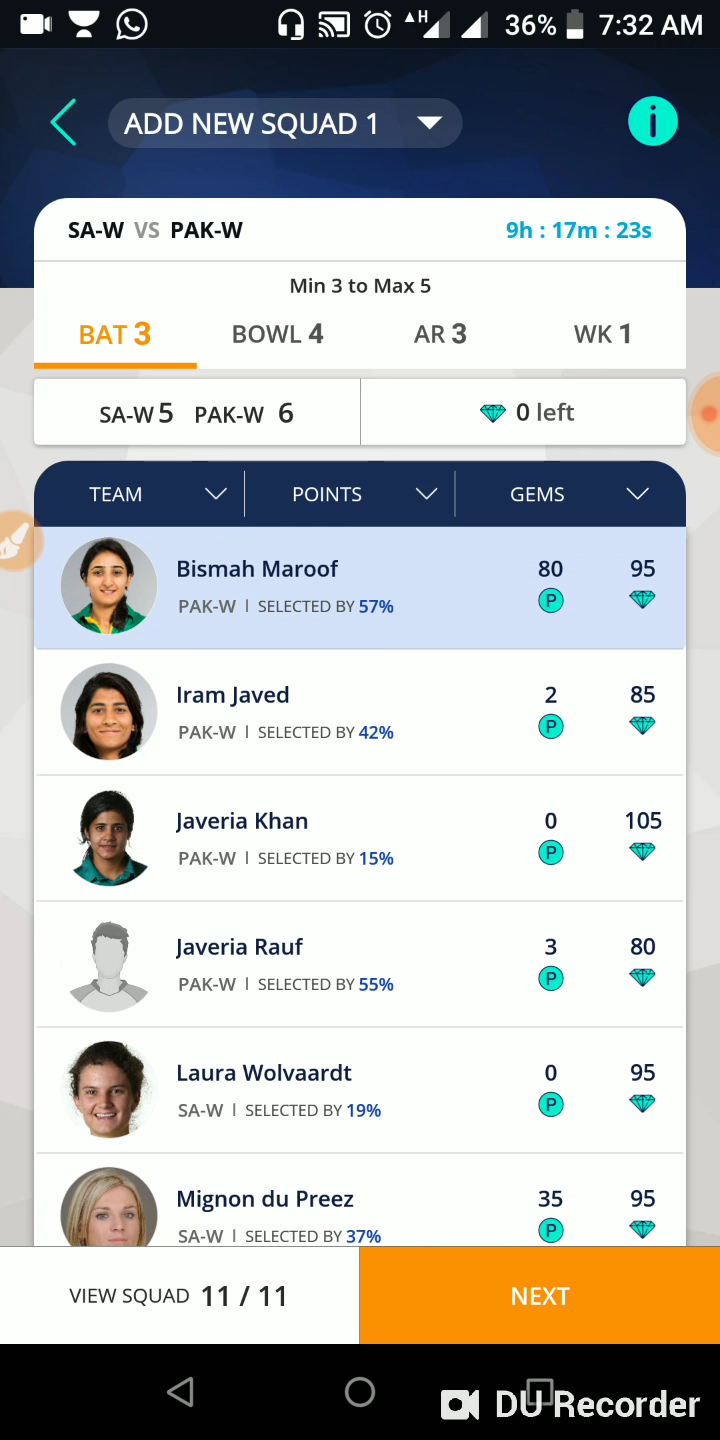 36% 7:32 AM
H
ADD NEW SQUAD 1
i
SA-W VS PAK-W 9h : 17m : 23s
Min 3 to Max 5
BAT 3 BOWL 4 AR 3 WK 1
SA-W 5 PAK-W 6 0 left
TEAM POINTS GEMS
Bismah Maroof 80 95
PAK-W | SELECTED BY 57% P
Iram Javed 2 85
PAK-W | SELECTED BY 42% P
Javeria Khan 0 105
PAK-W | SELECTED BY 15% P
Javeria Rauf 3 80
PAK-W | SELECTED BY 55% P
Laura Wolvaardt 0 95
SA-W | SELECTED BY 19% P
Mignon du Preez 35 95
SA-W | SELECTED BY 37% P
VIEW SQUAD 11 / 11 NEXT
DU Recorder